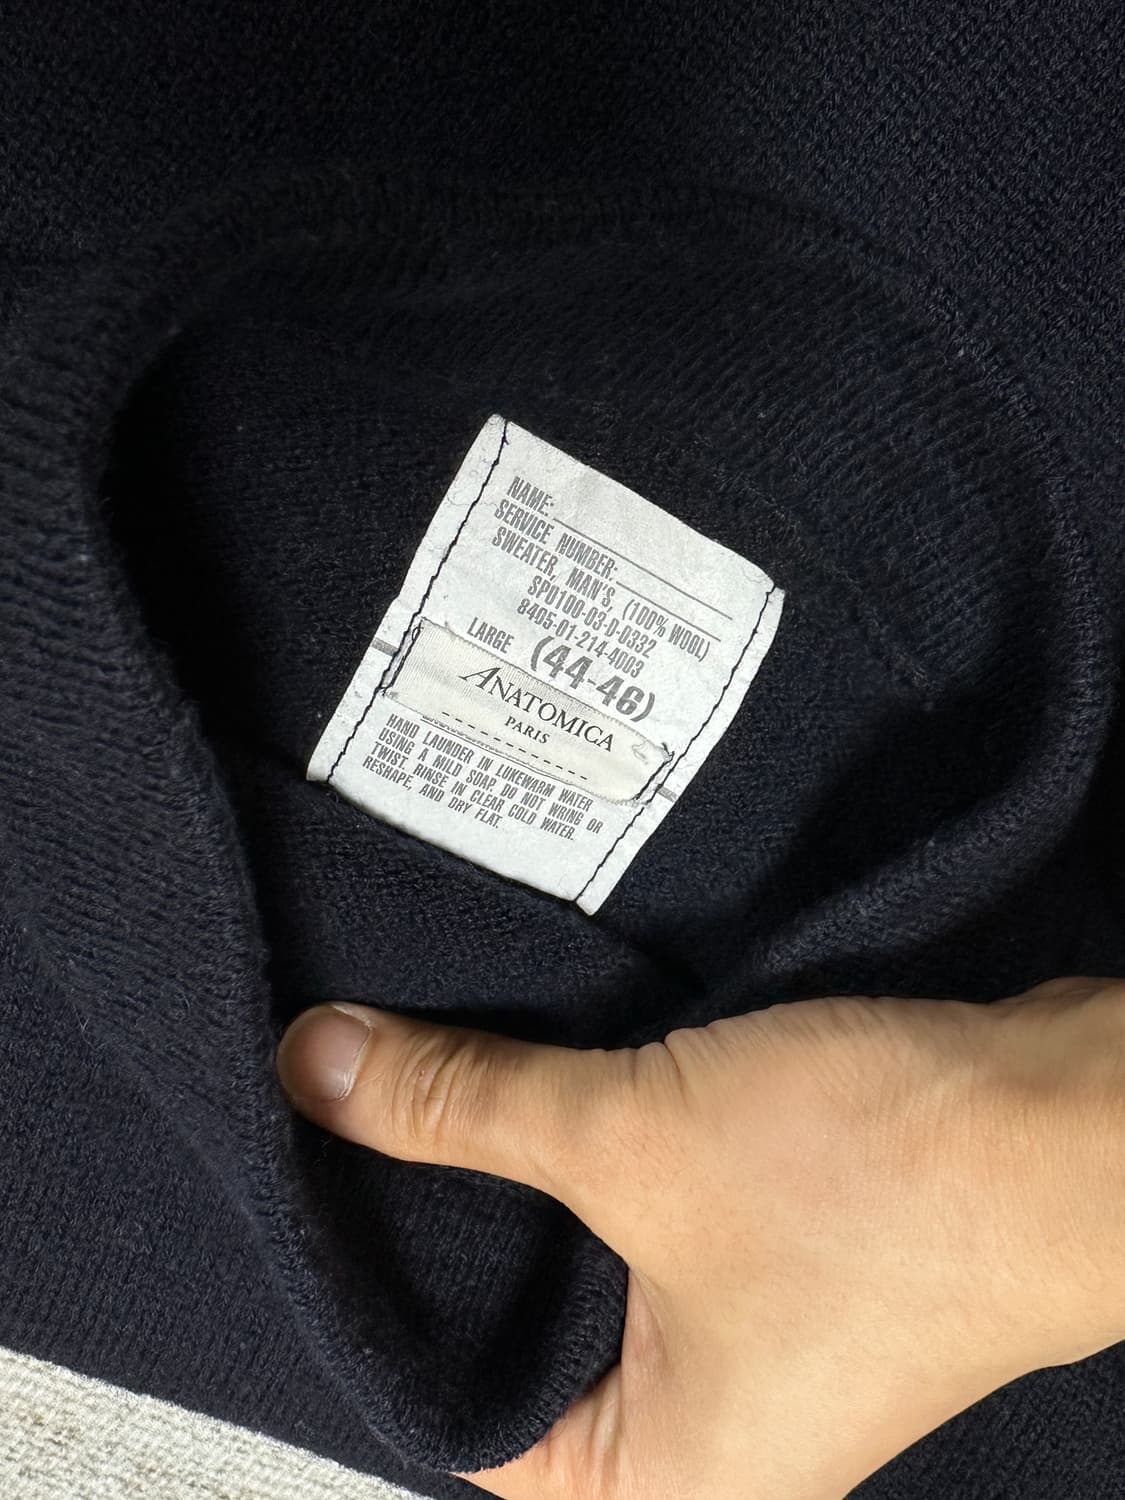 NAME:
SERVICE NUMBER:
SWEATER, MAN'S, (100% WOOL)
SPO100-03-D-0332
8405-01-214-4003
LARGE (44-46)
ANATOMICA
PARIS
HAND LAUNDER IN LUKEWARM WATER
USING A MILD SOAP. DO NOT WRING OR
TWIST. RINSE IN CLEAR COLD WATER.
RESHAPE, AND DRY FLAT.